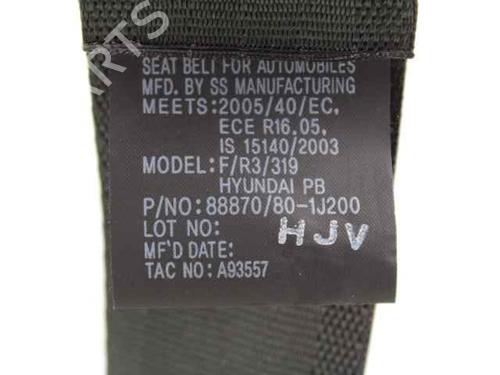 SEAT BELT FOR AUTOMOBILES
MFD. BY SS MANUFACTURING
MEETS:2005/40/EC,
ECE R16.05,
IS 15140/2003
MODEL:F/R3/319
HYUNDAI PB
P/NO:88870/80-1J200
LOT NO:
HJV
MF'D DATE:
TAC NO: A93557